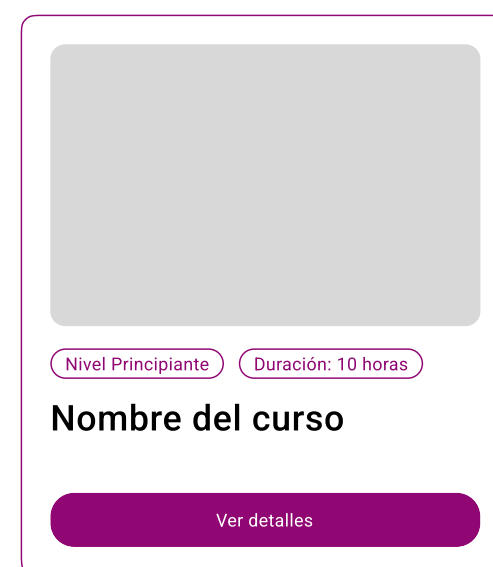 Nivel Principiante
Duración: 10 horas
Nombre del curso
Ver detalles